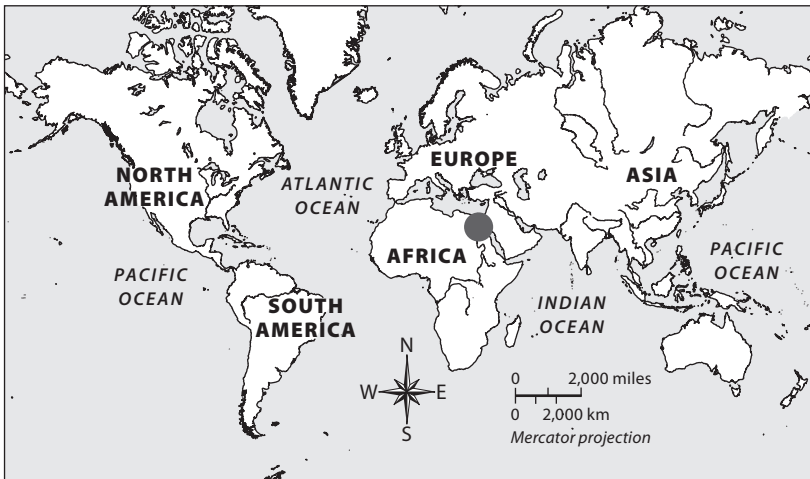 NORTH
AMERICA
ATLANTIC
OCEAN
EUROPE
ASIA
AFRICA
PACIFIC
OCEAN
SOUTH
AMERICA
INDIAN
OCEAN
PACIFIC
OCEAN
N
W E
S
0 2,000 miles
0 2,000 km
Mercator projection